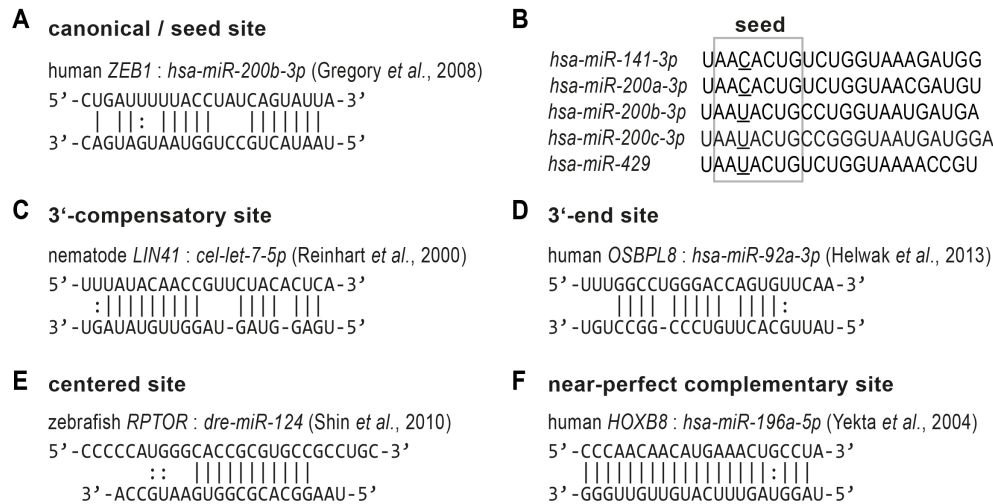 A canonical / seed site
human ZEB1 : hsa-miR-200b-3p (Gregory et al., 2008)
5’-CUGAUUUUUACCUAUCAGUAUUA-3’
| ||: ||||| |||||||
3’-CAGUAGUAAUGGUCCGUCAUAAU-5’
B seed
hsa-miR-141-3p UAACACUGUCUGGUAAAGAUGG
hsa-miR-200a-3p UAACACUGUCUGGUAACGAUGU
hsa-miR-200b-3p UAAUACUGCCUGGUAAUGAUGA
hsa-miR-200c-3p UAAUACUGCCGGGUAAUGAUGGA
hsa-miR-429 UAAUACUGUCUGGUAAAACCGU
C 3‘-compensatory site
nematode LIN41 : cel-let-7-5p (Reinhart et al., 2000)
5’-UUUAUACAACCGUUCUACACUCA-3’
:||||||||| |||| |||
3’-UGAUAUGUUGGAU-GAUG-GAGU-5’
D 3‘-end site
human OSBPL8 : hsa-miR-92a-3p (Helwak et al., 2013)
5’-UUUGGCCUGGGACCAGUGUUCAA-3’
|||| ||||| ||||:
3’-UGUCCGG-CCCUGUUCACGUUAU-5’
E centered site
zebrafish RPTOR : dre-miR-124 (Shin et al., 2010)
5’-CCCCCAUGGGCACCGCGUGCCGCCUGC-3’
:: |||||||||||
3’-ACCGUAAGUGGCGCACGGAAU-5’
F near-perfect complementary site
human HOXB8 : hsa-miR-196a-5p (Yekta et al., 2004)
5’-CCCAACAACAUGAAACUGCCUA-3’
||||||||||||||||||:|||
3’-GGGUUGUUGUACUUUGAUGGAU-5’